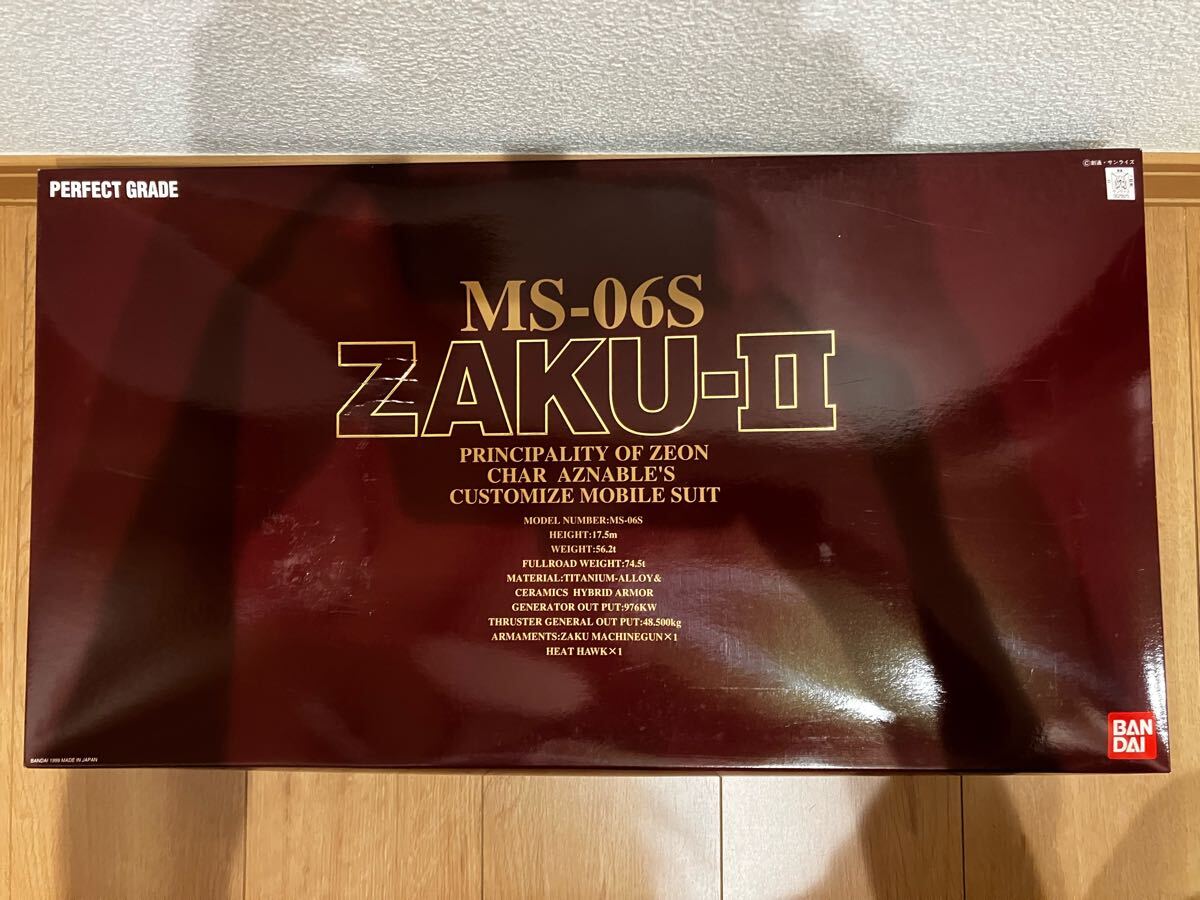 PERFECT GRADE
©創通・サンライズ
MS-06S
ZAKU-II
PRINCIPALITY OF ZEON
CHAR AZNABLE'S
CUSTOMIZE MOBILE SUIT
MODEL NUMBER:MS-06S
HEIGHT:17.5m
WEIGHT:56.2t
FULLROAD WEIGHT:74.5t
MATERIAL:TITANIUM-ALLOY&
CERAMICS HYBRID ARMOR
GENERATOR OUT PUT:976KW
THRUSTER GENERAL OUT PUT:48.500kg
ARMAMENTS:ZAKU MACHINEGUN×1
HEAT HAWK×1
BAN
DAI
BANDAI 1999 MADE IN JAPAN